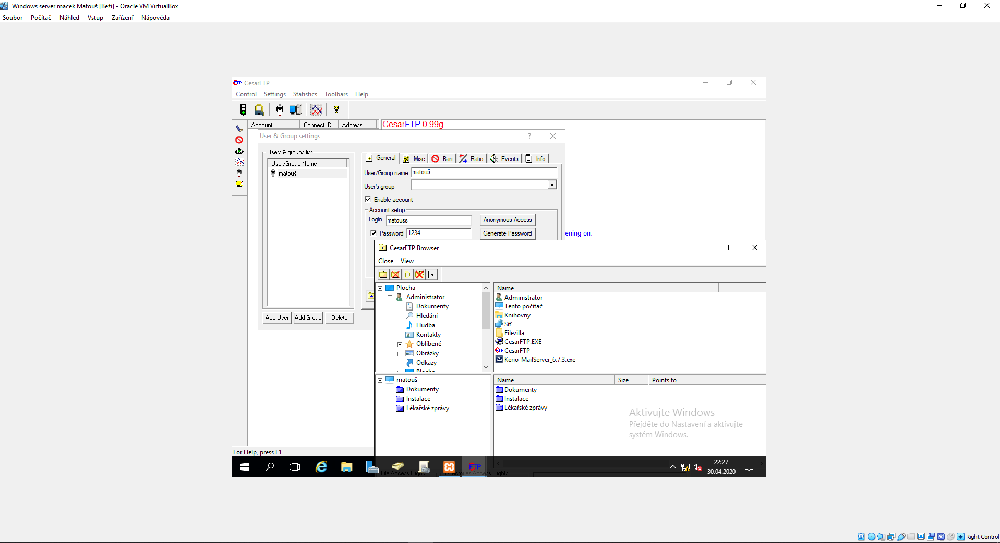 Windows server macek Matouš [Beží] - Oracle VM VirtualBox
Soubor Počítač Náhled Vstup Zařízení Nápověda
FTP CesarFTP
Control Settings Statistics Toolbars Help
Account Connect ID Address
CesarFTP 0.99g
User & Group settings
Users & groups list
User/Group Name
matouš
General Misc Ban Ratio Events Info
User/Group name matouš
User's group
Enable account
Account setup
Login matouss Anonymous Access
Password 1234 Generate Password
ening on:
Add User Add Group Delete
CesarFTP Browser
Close View
Plocha
Administrator
Dokumenty
Hledání
Hudba
Kontakty
Oblíbené
Obrázky
Odkazy
Plocha
Name
Administrator
Tento počítač
Knihovny
Síť
Filezilla
CesarFTP.EXE
CesarFTP
Kerio-MailServer_6.7.3.exe
matouš
Dokumenty
Instalace
Lékařské zprávy
Name Size Points to
Dokumenty
Instalace
Lékařské zprávy
Aktivujte Windows
Přejděte do Nastavení a aktivujte
systém Windows.
For Help, press F1
File Access Rights Directories Access Rights
FTP
22:27
30.04.2020
Right Control